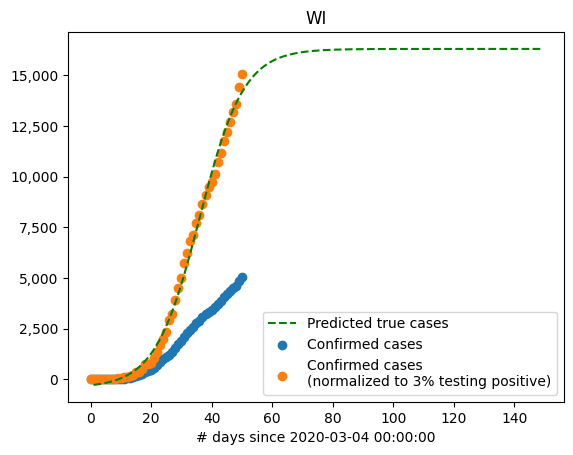 WI
15,000
12,500
10,000
7,500
5,000
2,500
0
Predicted true cases
Confirmed cases
Confirmed cases
(normalized to 3% testing positive)
0 20 40 60 80 100 120 140
# days since 2020-03-04 00:00:00